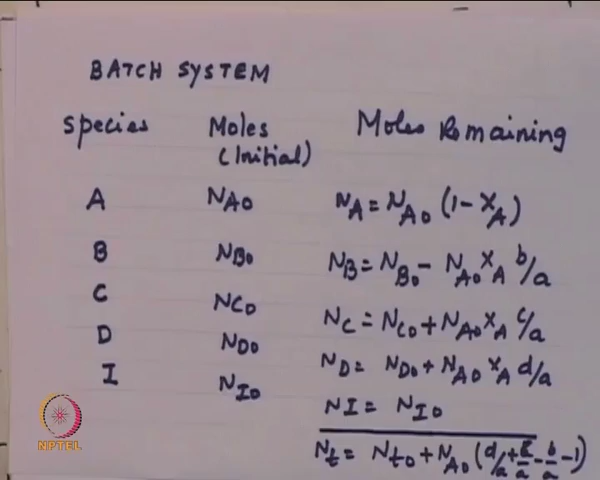 BATCH SYSTEM
Species Moles (Initial) Moles Remaining
A NA0 NA = NA0 (1 - XA)
B NB0 NB = NB0 - NA0 XA b/a
C NC0 NC = NC0 + NA0 XA c/a
D ND0 ND = ND0 + NA0 XA d/a
I NI0 NI = NI0
Nt = Nt0 + NA0 (d/a + c/a - b/a - 1)
NPTEL